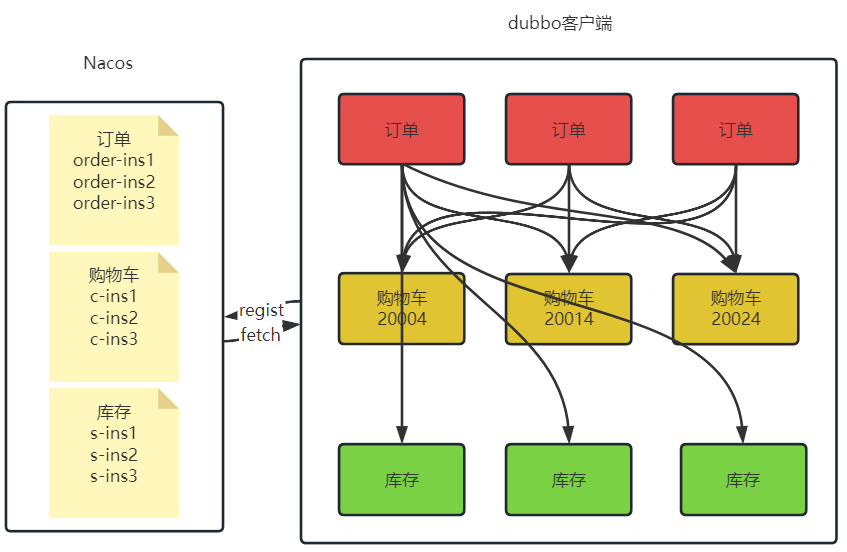 dubbo客户端
Nacos
订单
order-ins1
order-ins2
order-ins3
购物车
c-ins1
c-ins2
c-ins3
库存
s-ins1
s-ins2
s-ins3
regist
fetch
订单
订单
订单
购物车
20004
购物车
20014
购物车
20024
库存
库存
库存